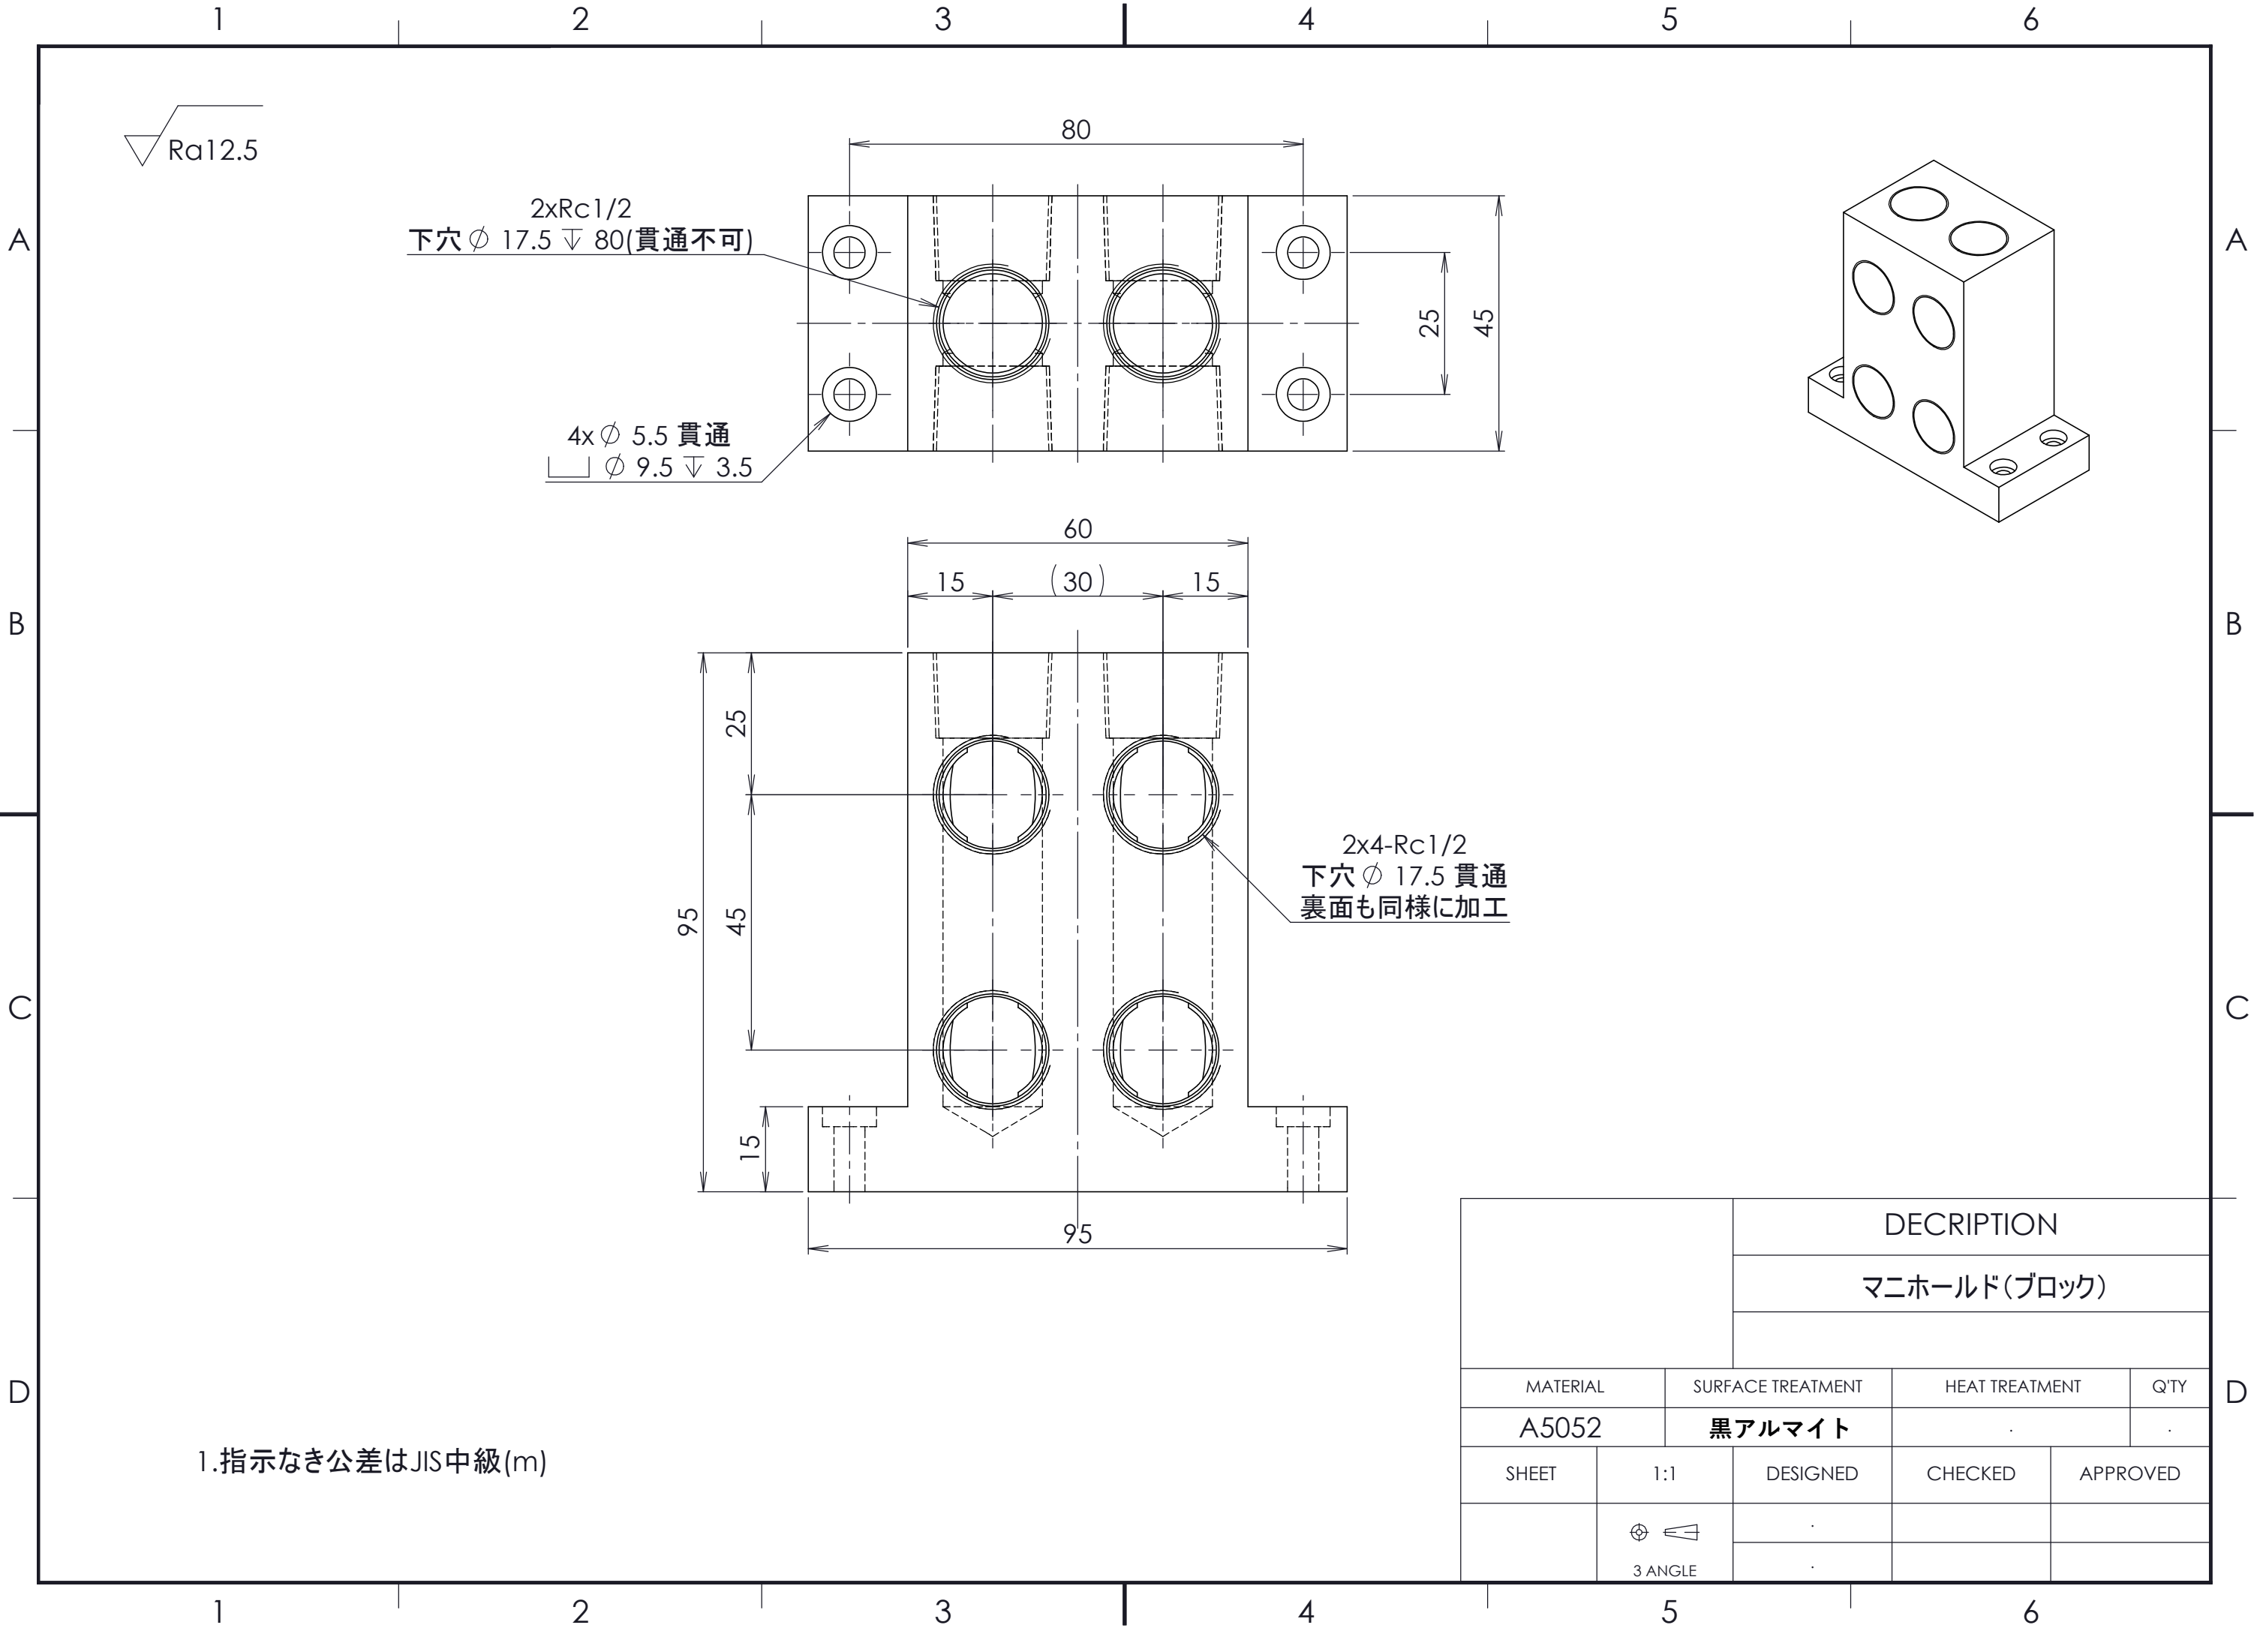 1 2 3 4 5 6
A A
B B
C C
D D
Ra12.5
80
2xRc1/2
下穴⌀ 17.5 ↧ 80(貫通不可)
25
45
4x⌀ 5.5 貫通
⌴ ⌀ 9.5 ↧ 3.5
60
15 (30) 15
25
95
45
2x4-Rc1/2
下穴⌀ 17.5 貫通
裏面も同様に加工
15
95
DECRIPTION
マニホールド(ブロック)
MATERIAL SURFACE TREATMENT HEAT TREATMENT Q'TY
A5052 黒アルマイト . .
SHEET 1:1 DESIGNED CHECKED APPROVED
.
3 ANGLE .
1.指示なき公差はJIS中級(m)
1 2 3 4 5 6